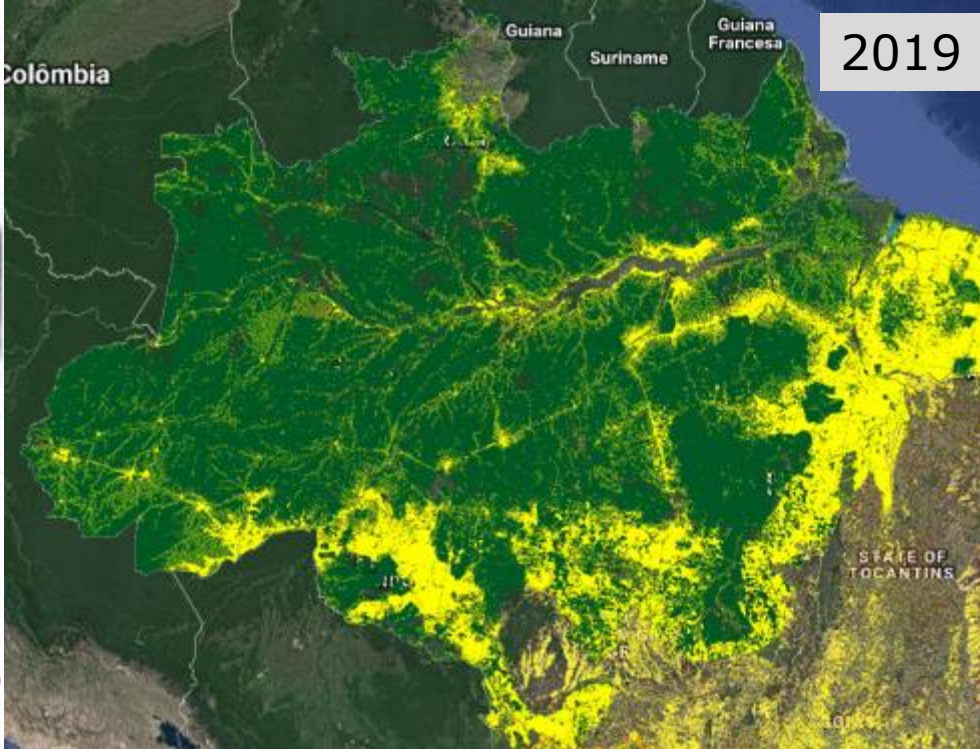 Guiana
Suriname
Guiana
Francesa
2019
Colômbia
STATE OF
TOCANTINS